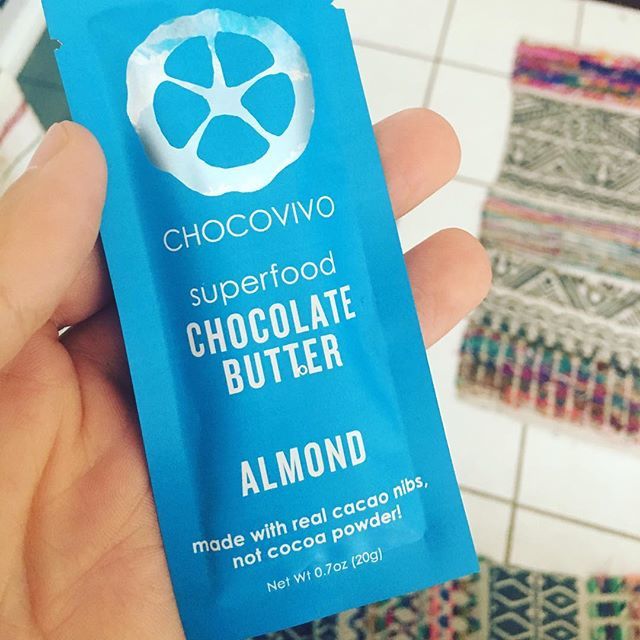 CHOCOVIVO
superfood
CHOCOLATE
BUTTER
ALMOND
made with real cacao nibs,
not cocoa powder!
Net Wt 0.7oz (20g)